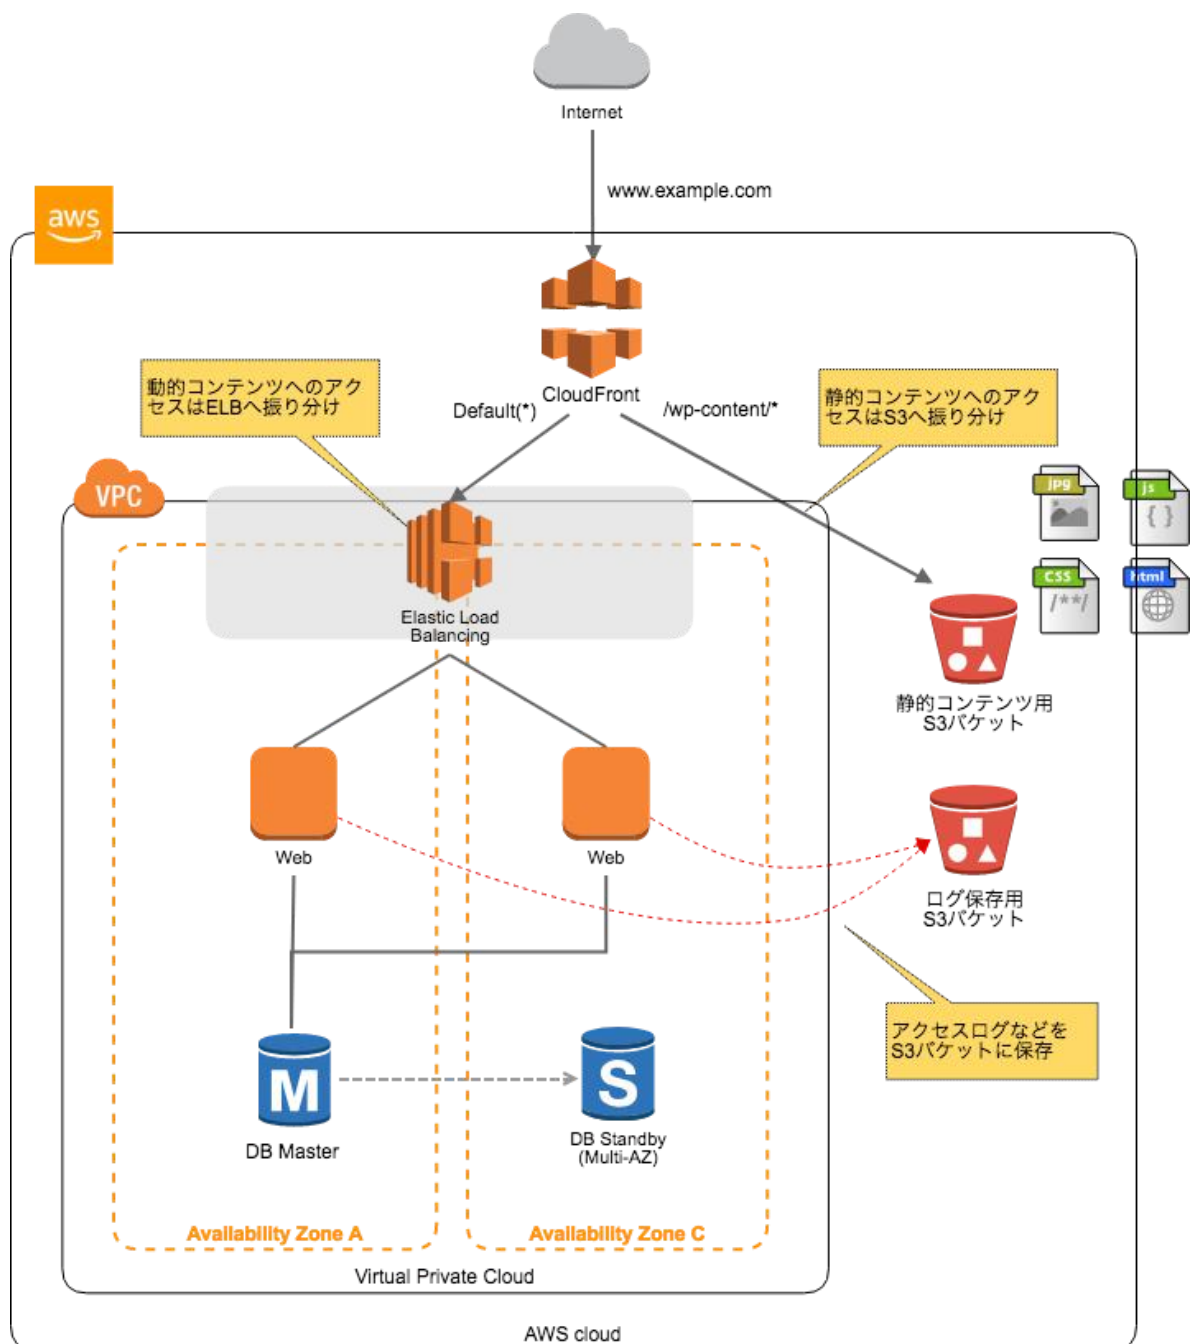 Internet
www.example.com
aws
CloudFront
動的コンテンツへのアク
セスはELBへ振り分け
Default(*)
/wp-content/*
静的コンテンツへのアク
セスはS3へ振り分け
VPC
jpg
js
{ }
CSS
/**/
html
Elastic Load
Balancing
静的コンテンツ用
S3バケット
Web
Web
ログ保存用
S3バケット
アクセスログなどを
S3バケットに保存
M
S
DB Master
DB Standby
(Multi-AZ)
Availability Zone A
Availability Zone C
Virtual Private Cloud
AWS cloud